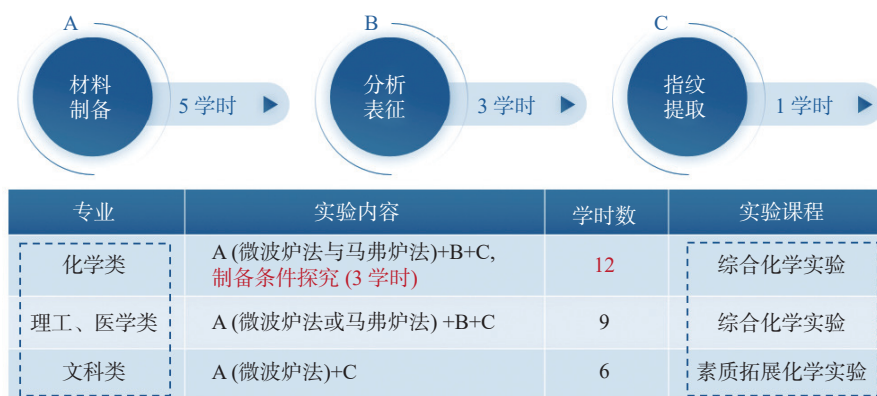 A
B
C
材料
制备
5 学时
分析
表征
3 学时
指纹
提取
1 学时
专业 实验内容 学时数 实验课程
化学类 A (微波炉法与马弗炉法)+B+C, 制备条件探究 (3 学时) 12 综合化学实验
理工、医学类 A (微波炉法或马弗炉法) +B+C 9 综合化学实验
文科类 A (微波炉法)+C 6 素质拓展化学实验